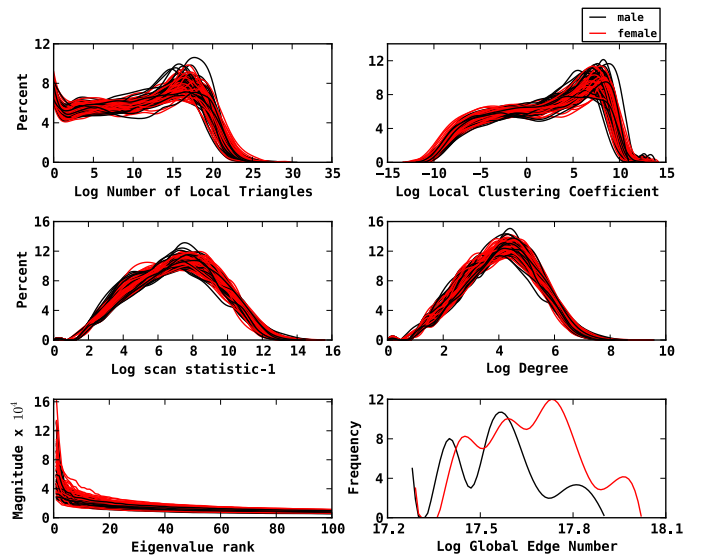 male
female
12
8
4
0
Percent
0 5 10 15 20 25 30 35
Log Number of Local Triangles
12
8
4
0
−15 −10 −5 0 5 10 15
Log Local Clustering Coefficient
16
12
8
4
0
Percent
0 2 4 6 8 10 12 14 16
Log scan statistic-1
16
12
8
4
0
0 2 4 6 8 10
Log Degree
16
12
8
4
0
Magnitude x 10⁴
0 20 40 60 80 100
Eigenvalue rank
12
8
4
0
Frequency
17.2 17.5 17.8 18.1
Log Global Edge Number